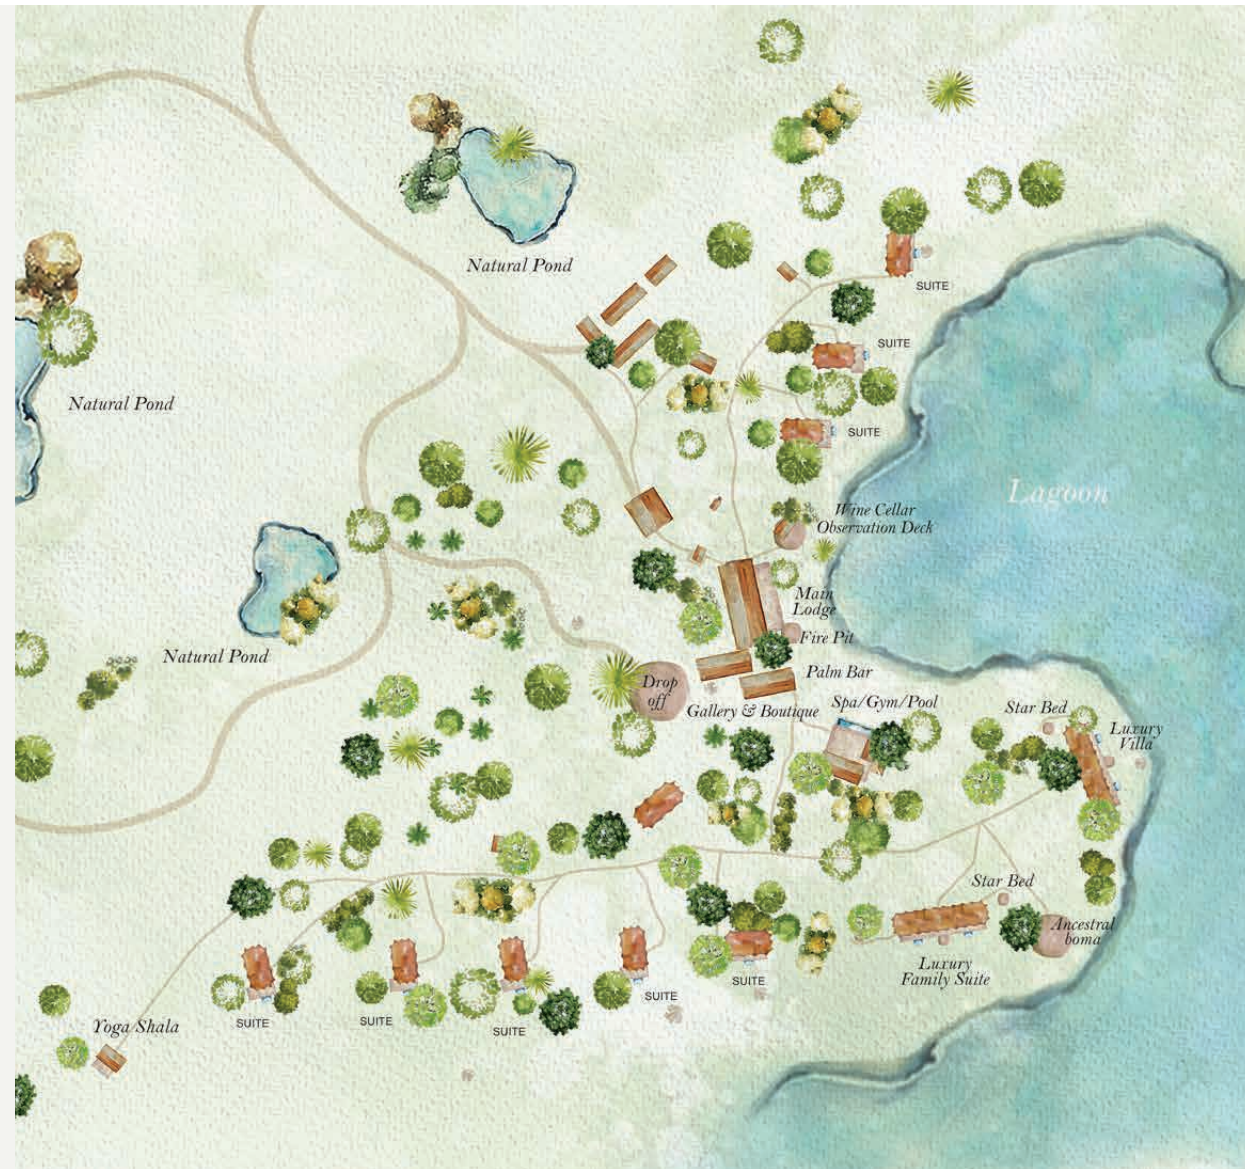 Natural Pond
SUITE
SUITE
Natural Pond
SUITE
Lagoon
Wine Cellar
Observation Deck
Main
Lodge
Fire Pit
Natural Pond
Palm Bar
Drop
off
Gallery & Boutique
Spa/Gym/Pool
Star Bed
Luxury
Villa
Star Bed
Ancestral
boma
Luxury
Family Suite
SUITE
SUITE
SUITE
SUITE
SUITE
Yoga Shala